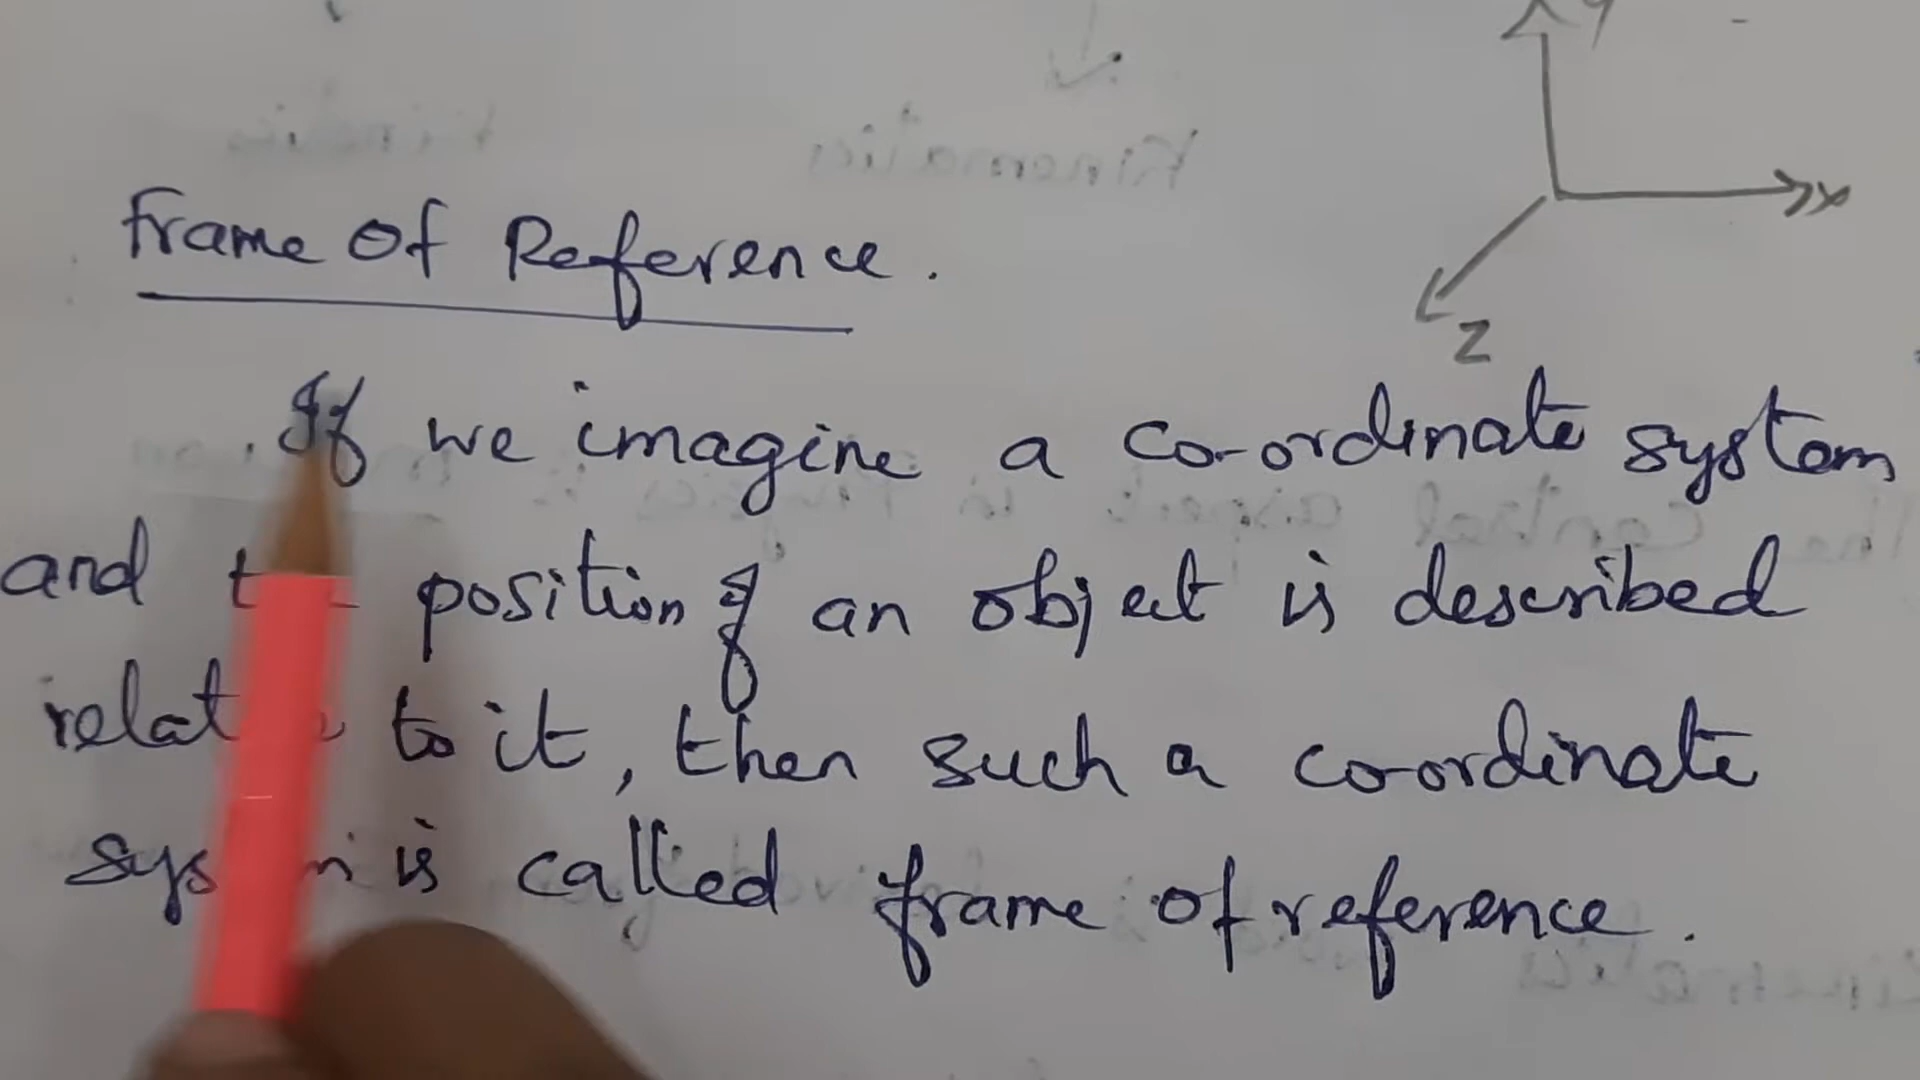 y
x
z
Frame Of Reference.
If we imagine a co-ordinate system
and position of an object is described
to it, then such a coordinate
is called frame of reference.